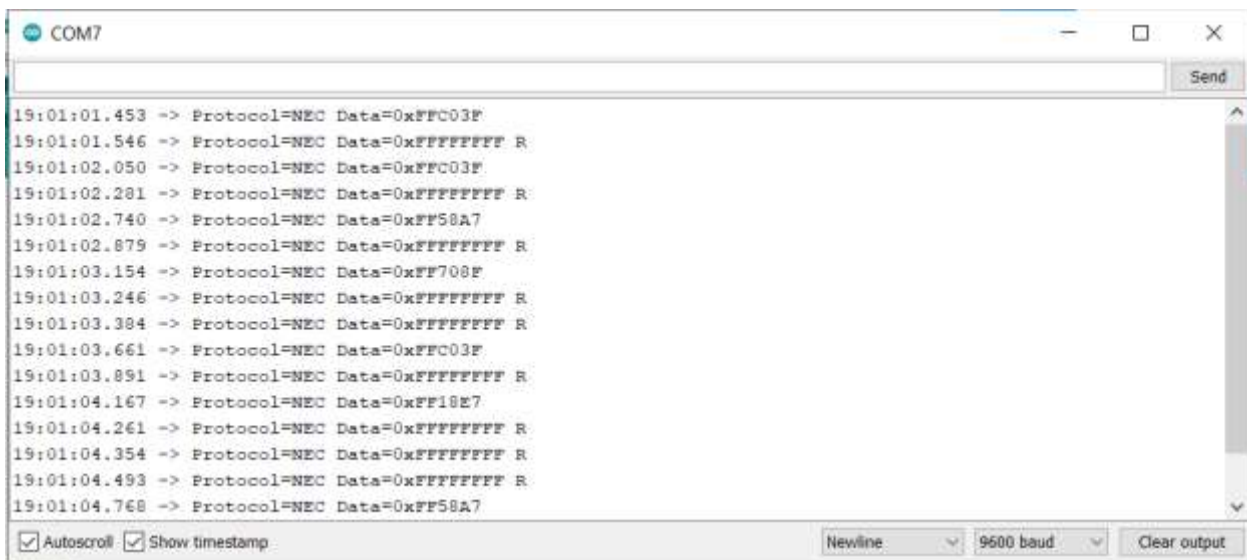 COM7
Send
19:01:01.453 -> Protocol=NEC Data=0xFFC03F
19:01:01.546 -> Protocol=NEC Data=0xFFFFFFFF R
19:01:02.050 -> Protocol=NEC Data=0xFFC03F
19:01:02.281 -> Protocol=NEC Data=0xFFFFFFFF R
19:01:02.740 -> Protocol=NEC Data=0xFF58A7
19:01:02.879 -> Protocol=NEC Data=0xFFFFFFFF R
19:01:03.154 -> Protocol=NEC Data=0xFF708F
19:01:03.246 -> Protocol=NEC Data=0xFFFFFFFF R
19:01:03.384 -> Protocol=NEC Data=0xFFFFFFFF R
19:01:03.661 -> Protocol=NEC Data=0xFFC03F
19:01:03.891 -> Protocol=NEC Data=0xFFFFFFFF R
19:01:04.167 -> Protocol=NEC Data=0xFF18E7
19:01:04.261 -> Protocol=NEC Data=0xFFFFFFFF R
19:01:04.354 -> Protocol=NEC Data=0xFFFFFFFF R
19:01:04.493 -> Protocol=NEC Data=0xFFFFFFFF R
19:01:04.768 -> Protocol=NEC Data=0xFF58A7
Autoscroll Show timestamp Newline 9600 baud Clear output